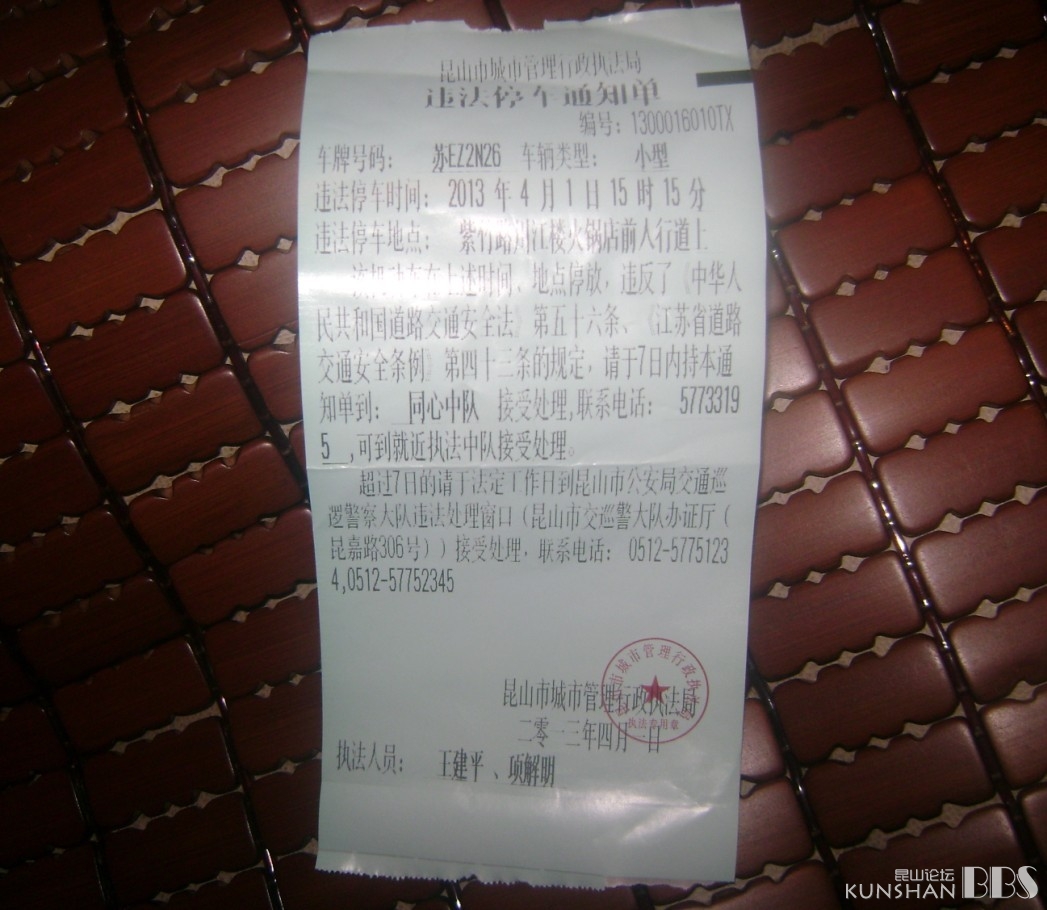 昆山市城市管理行政执法局
违法停车通知单
编号：1300016010TX
车牌号码： 苏EZ2N26 车辆类型： 小型
违法停车时间： 2013 年 4 月 1 日 15 时 15 分
违法停车地点： 紫竹路川江楼火锅店前人行道上
该机动车在上述时间、地点停放，违反了《中华人
民共和国道路交通安全法》第五十六条、《江苏省道路
交通安全条例》第四十三条的规定，请于7日内持本通
知单到： 同心中队 接受处理,联系电话： 5773319
5 ,可到就近执法中队接受处理。
超过7日的请于法定工作日到昆山市公安局交通巡
逻警察大队违法处理窗口（昆山市交巡警大队办证厅（
昆嘉路306号））接受处理，联系电话： 0512-5775123
4,0512-57752345
昆山市城市管理行政执法局
二零一三年四月一日
市城市管理行政执
执法专用章
执法人员： 王建平 、项解明
昆山论坛
KUNSHAN BBS